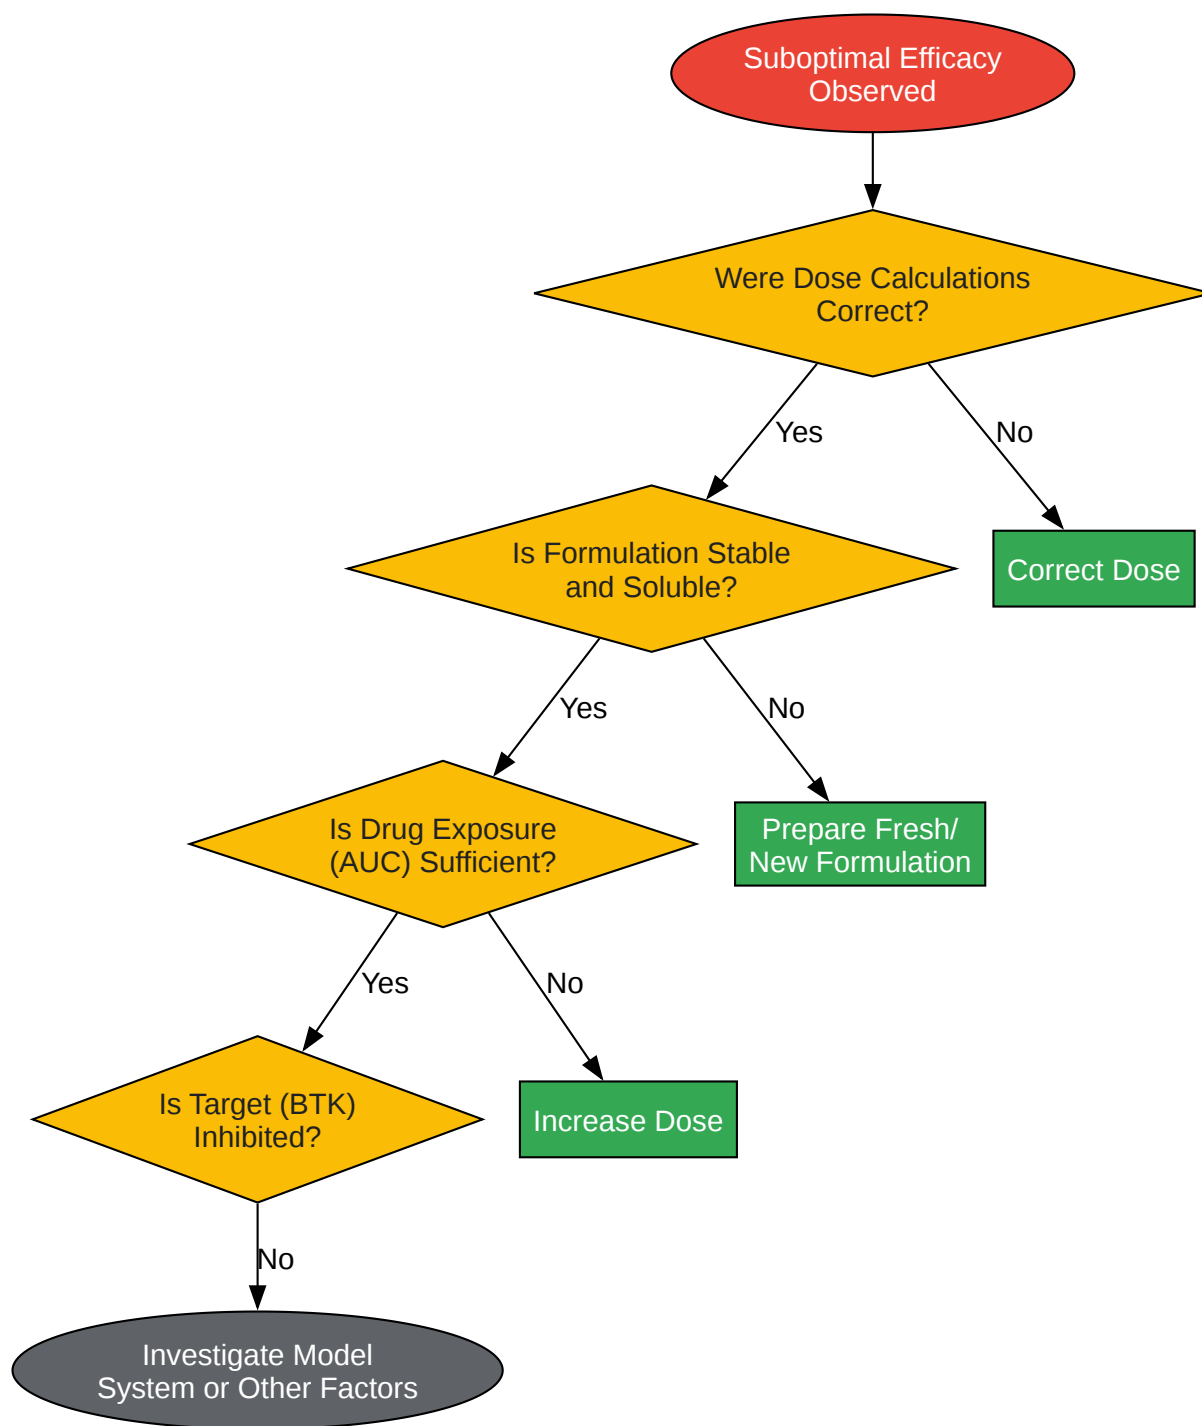 Suboptimal Efficacy
Observed
Were Dose Calculations
Correct?
Yes
No
Is Formulation Stable
and Soluble?
Correct Dose
Yes
No
Is Drug Exposure
(AUC) Sufficient?
Prepare Fresh/
New Formulation
Yes
No
Is Target (BTK)
Inhibited?
Increase Dose
No
Investigate Model
System or Other Factors